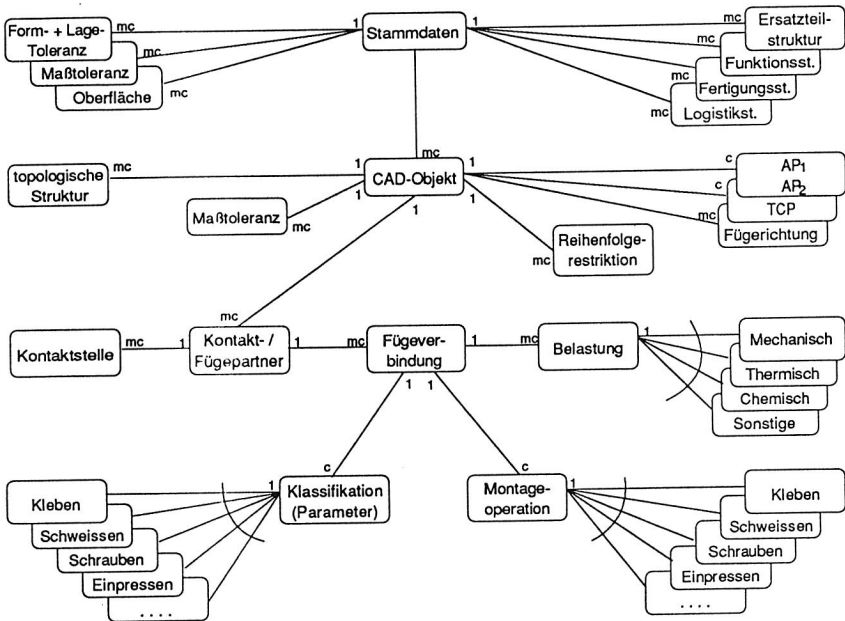 Form- + Lage-
Toleranz
Maßtoleranz
Oberfläche
mc
mc
mc
1
Stammdaten
1
mc
mc
mc
mc
Ersatzteil-
struktur
Funktionsst.
Fertigungsst.
Logistikst.
topologische
Struktur
mc
1
mc
CAD-Objekt
1
1
1
1
Maßtoleranz
mc
mc
Reihenfolge-
restriktion
c
c
mc
AP1
AP2
TCP
Fügerichtung
mc
Kontaktstelle
mc
1
Kontakt- /
Fügepartner
1
mc
Fügever-
bindung
1
mc
Belastung
1
Mechanisch
Thermisch
Chemisch
Sonstige
1
1
c
c
Kleben
Schweissen
Schrauben
Einpressen
. . . .
1
Klassifikation
(Parameter)
Montage-
operation
1
Kleben
Schweissen
Schrauben
Einpressen
. . . .